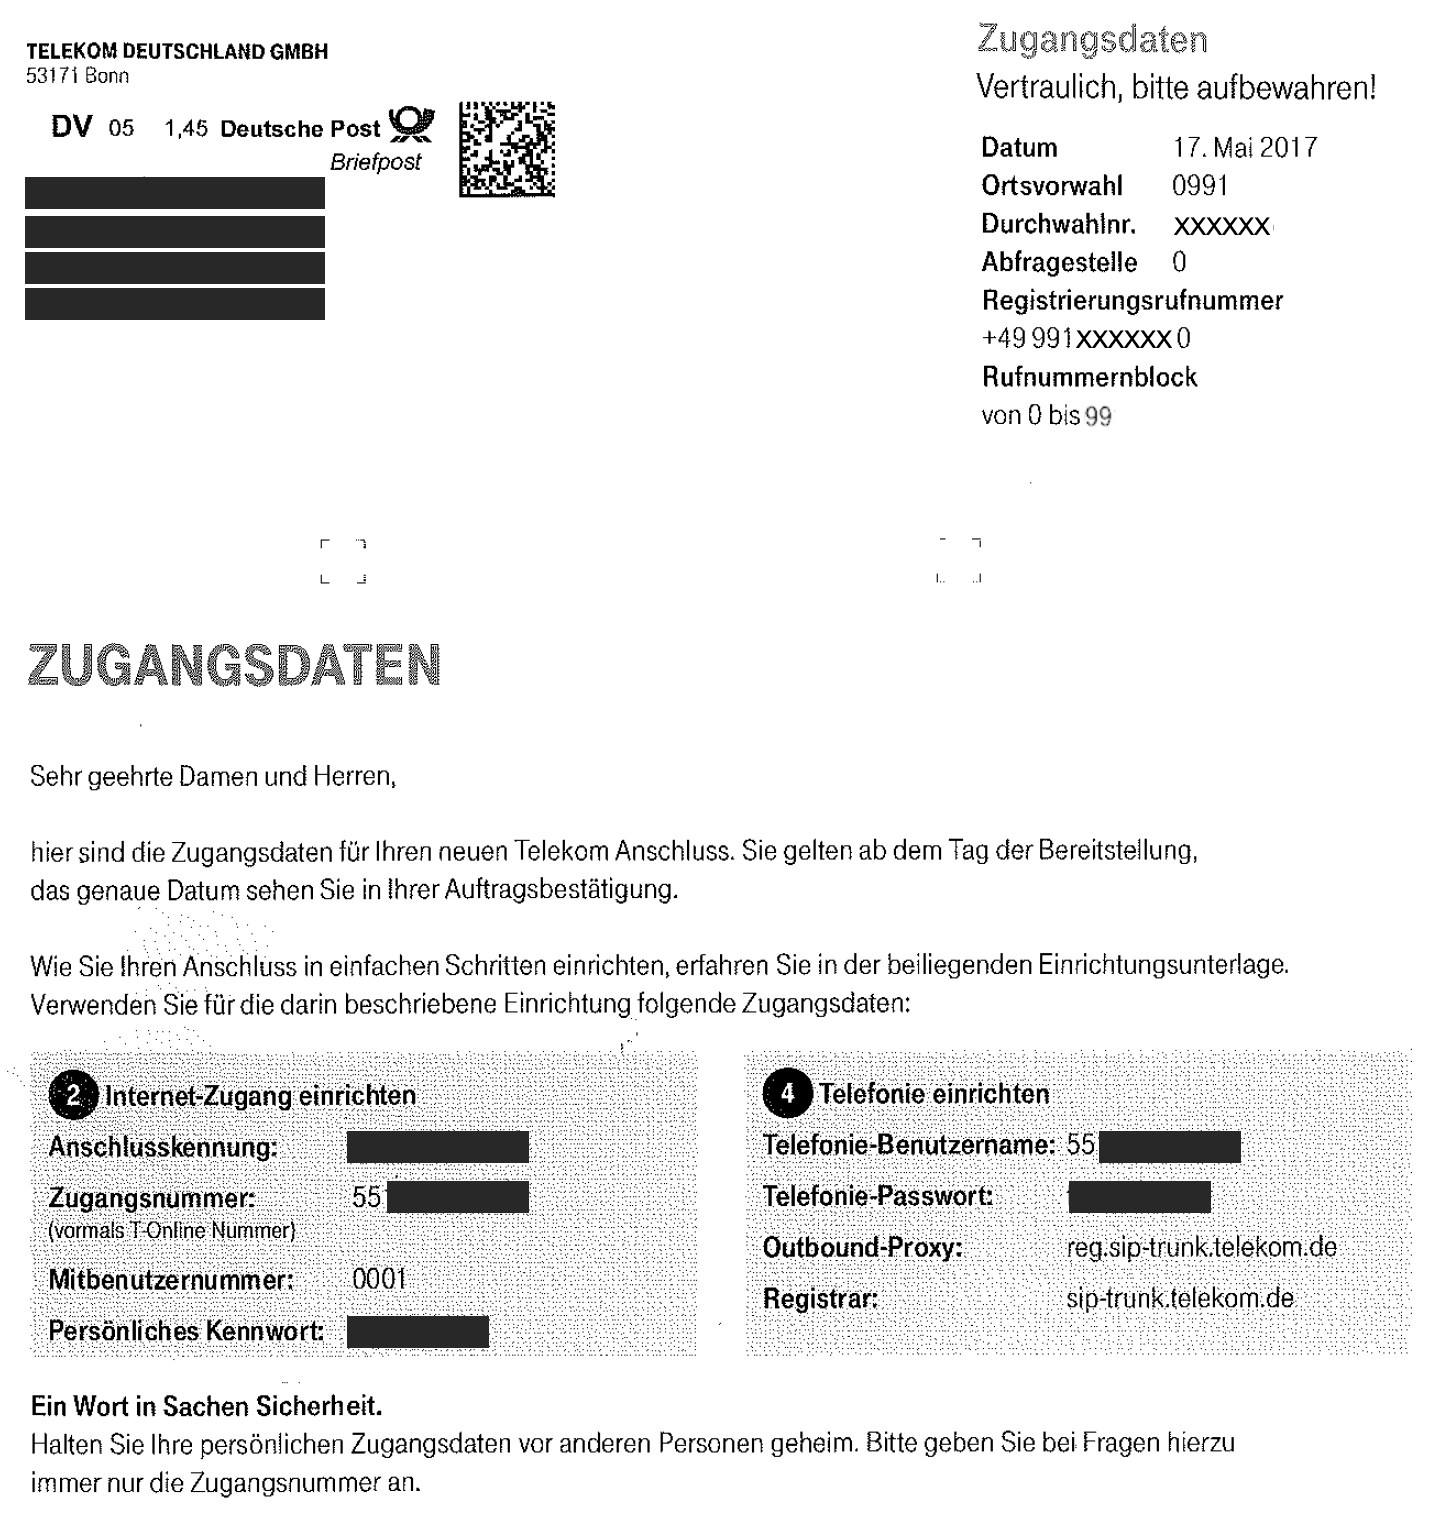 TELEKOM DEUTSCHLAND GMBH
53171 Bonn
DV 05 1,45 Deutsche Post
Briefpost
Zugangsdaten
Vertraulich, bitte aufbewahren!
Datum 17. Mai 2017
Ortsvorwahl 0991
Durchwahlnr. XXXXXX
Abfragestelle 0
Registrierungsrufnummer
+49 991XXXXXX0
Rufnummernblock
von 0 bis 99
ZUGANGSDATEN
Sehr geehrte Damen und Herren,
hier sind die Zugangsdaten für Ihren neuen Telekom Anschluss. Sie gelten ab dem Tag der Bereitstellung,
das genaue Datum sehen Sie in Ihrer Auftragsbestätigung.
Wie Sie Ihren Anschluss in einfachen Schritten einrichten, erfahren Sie in der beiliegenden Einrichtungsunterlage.
Verwenden Sie für die darin beschriebene Einrichtung folgende Zugangsdaten:
2 Internet-Zugang einrichten
Anschlusskennung:
Zugangsnummer: 55
(vormals T-Online Nummer)
Mitbenutzernummer: 0001
Persönliches Kennwort:
4 Telefonie einrichten
Telefonie-Benutzername: 55
Telefonie-Passwort:
Outbound-Proxy: reg.sip-trunk.telekom.de
Registrar: sip-trunk.telekom.de
Ein Wort in Sachen Sicherheit.
Halten Sie Ihre persönlichen Zugangsdaten vor anderen Personen geheim. Bitte geben Sie bei Fragen hierzu
immer nur die Zugangsnummer an.